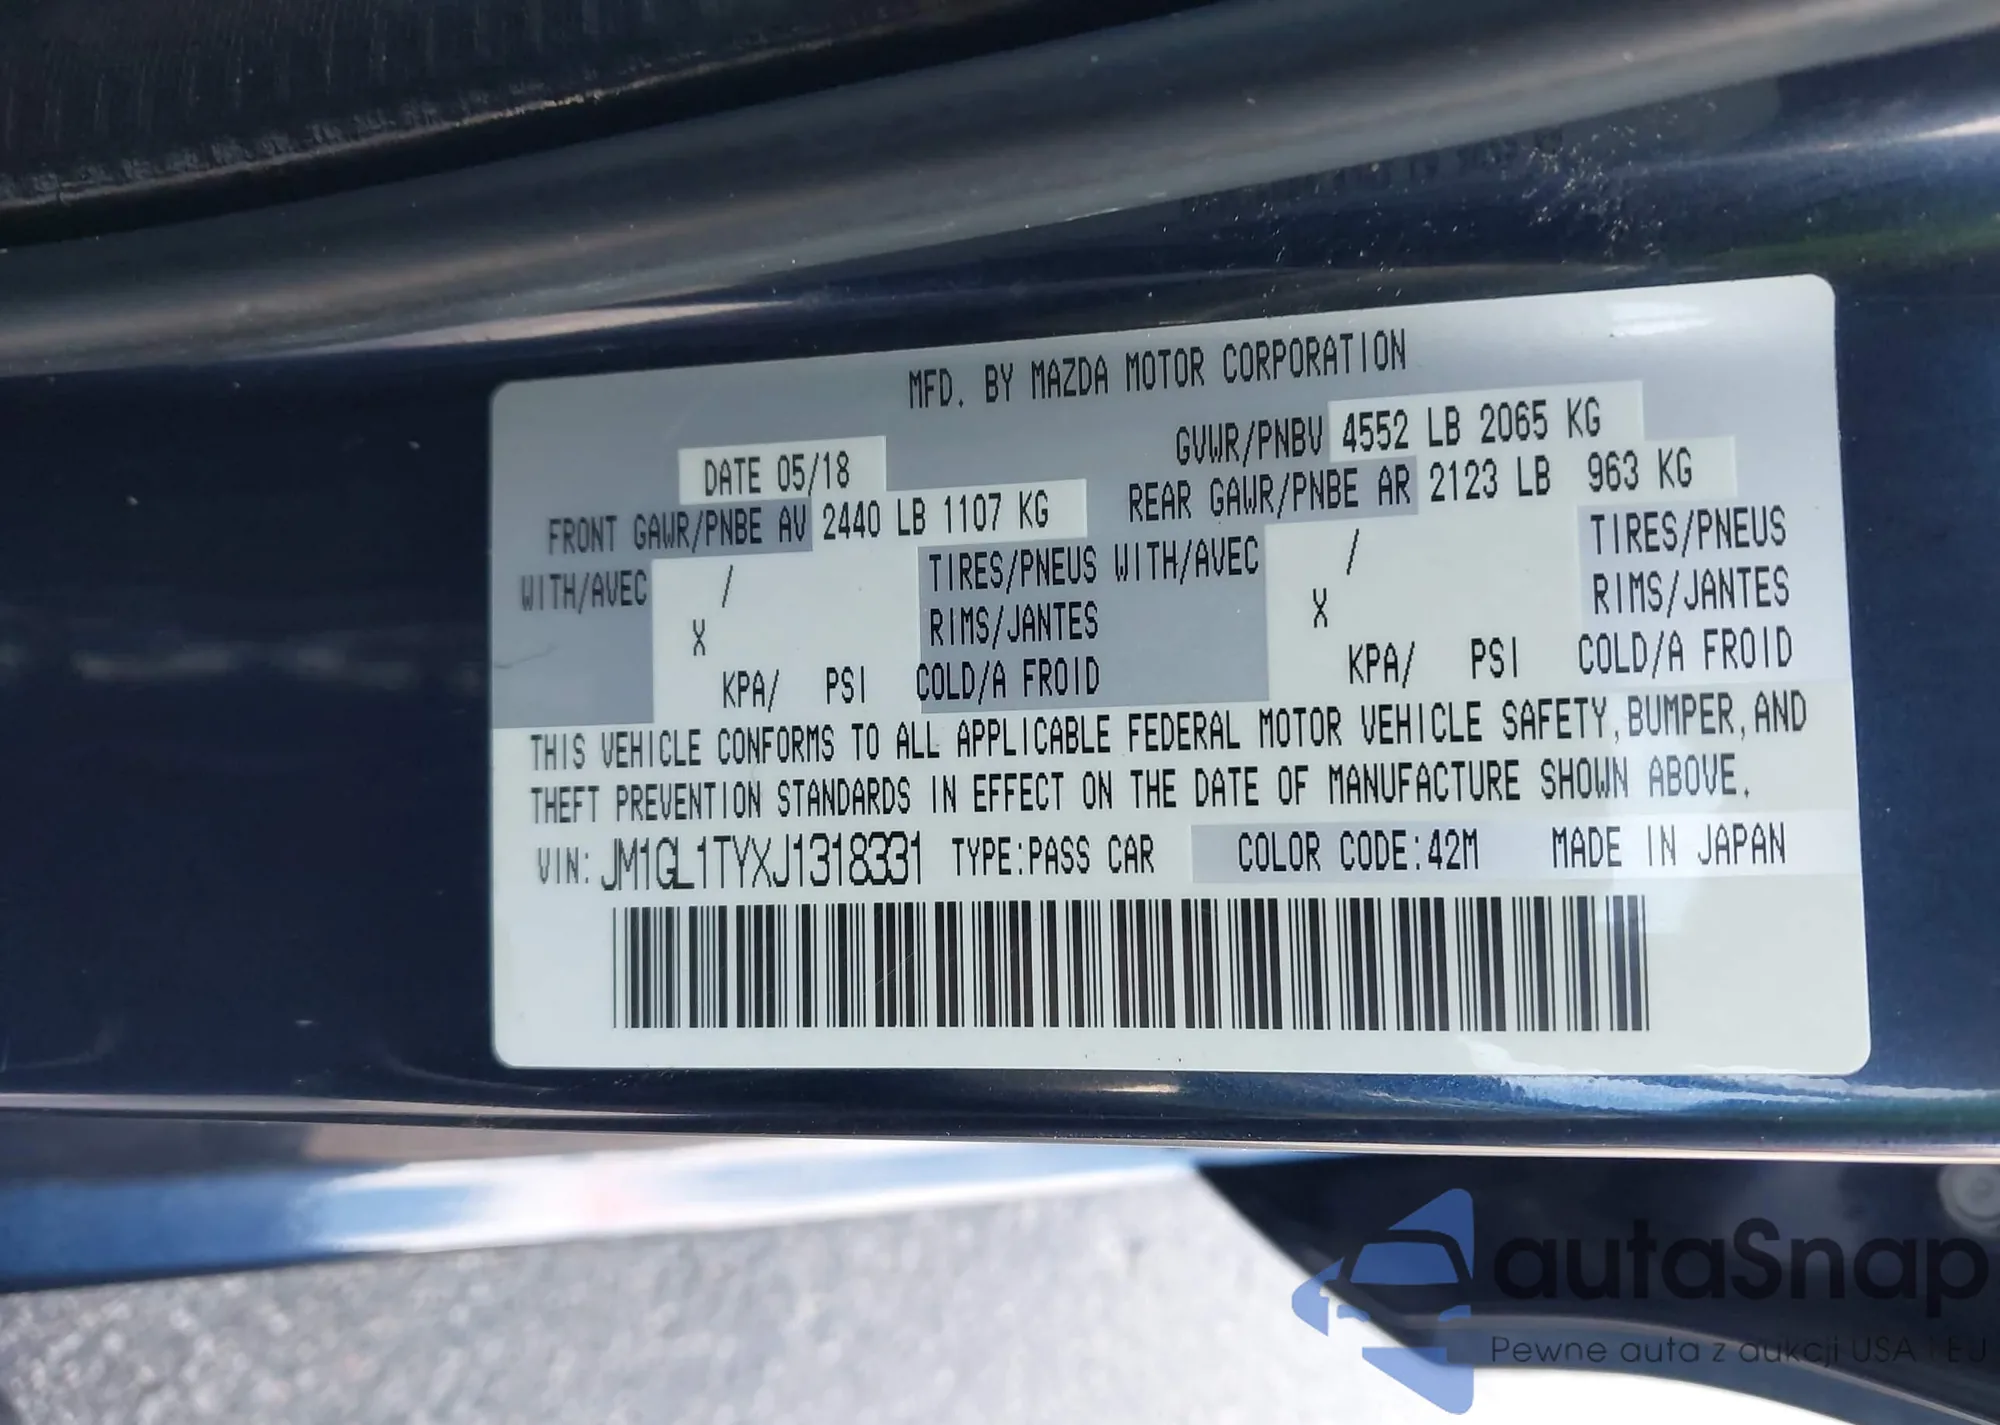 MFD. BY MAZDA MOTOR CORPORATION
DATE 05/18 GVWR/PNBV 4552 LB 2065 KG
FRONT GAWR/PNBE AV 2440 LB 1107 KG REAR GAWR/PNBE AR 2123 LB 963 KG
WITH/AVEC / TIRES/PNEUS WITH/AVEC / TIRES/PNEUS
X RIMS/JANTES X RIMS/JANTES
KPA/ PSI COLD/A FROID KPA/ PSI COLD/A FROID
THIS VEHICLE CONFORMS TO ALL APPLICABLE FEDERAL MOTOR VEHICLE SAFETY, BUMPER, AND
THEFT PREVENTION STANDARDS IN EFFECT ON THE DATE OF MANUFACTURE SHOWN ABOVE.
VIN: JM1GL1TYXJ1318331 TYPE:PASS CAR COLOR CODE:42M MADE IN JAPAN
autaSnap
Pewne auta z aukcji USA EU